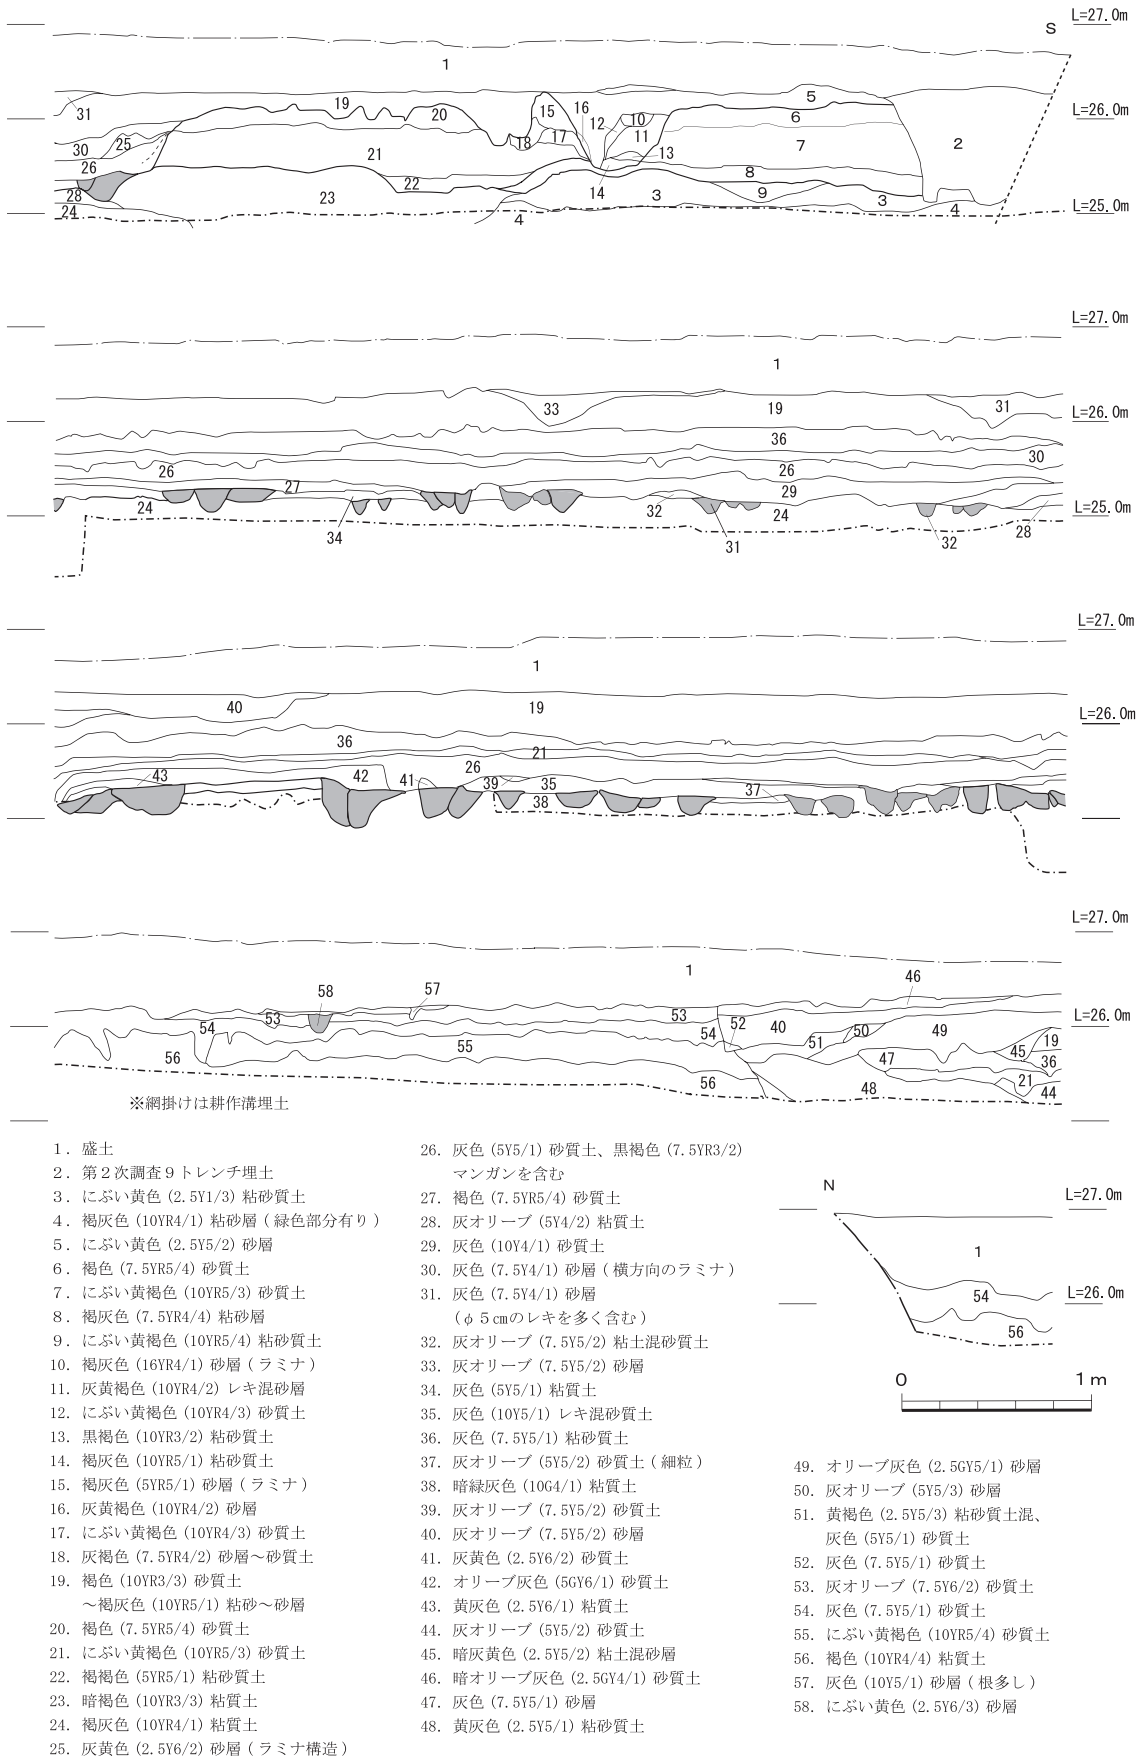 L=27.0m
S
1
5
31
19
20
15
16
12
10
11
6
L=26.0m
30
25
18
17
7
2
26
21
13
8
28
22
14
9
24
23
3
3
4
4
L=25.0m
L=27.0m
1
33
19
31
L=26.0m
36
30
26
26
27
29
24
32
24
L=25.0m
34
31
32
28
L=27.0m
1
40
19
L=26.0m
36
21
43
42
41
26
39
35
37
38
L=27.0m
1
46
58
57
53
53
L=26.0m
54
54
52
40
50
49
51
19
55
45
56
47
36
56
48
21
44
※網掛けは耕作溝埋土
1. 盛土
2. 第2次調査9トレンチ埋土
3. にぶい黄色 (2.5Y1/3) 粘砂質土
4. 褐灰色 (10YR4/1) 粘砂層 ( 緑色部分有り )
5. にぶい黄色 (2.5Y5/2) 砂層
6. 褐色 (7.5YR5/4) 砂質土
7. にぶい黄褐色 (10YR5/3) 砂質土
8. 褐灰色 (7.5YR4/4) 粘砂層
9. にぶい黄褐色 (10YR5/4) 粘砂質土
10. 褐灰色 (16YR4/1) 砂層 ( ラミナ )
11. 灰黄褐色 (10YR4/2) レキ混砂層
12. にぶい黄褐色 (10YR4/3) 砂質土
13. 黒褐色 (10YR3/2) 粘砂質土
14. 褐灰色 (10YR5/1) 粘質土
15. 褐灰色 (5YR5/1) 砂層 ( ラミナ )
16. 灰黄褐色 (10YR4/2) 砂層
17. にぶい黄褐色 (10YR4/3) 砂質土
18. 灰褐色 (7.5YR4/2) 砂層～砂質土
19. 褐色 (10YR3/3) 砂質土
～褐灰色 (10YR5/1) 粘砂～砂層
20. 褐色 (7.5YR5/4) 砂質土
21. にぶい黄褐色 (10YR5/3) 砂質土
22. 褐褐色 (5YR5/1) 粘砂質土
23. 暗褐色 (10YR3/3) 粘質土
24. 褐灰色 (10YR4/1) 粘質土
25. 灰黄色 (2.5Y6/2) 砂層 ( ラミナ構造 )
26. 灰色 (5Y5/1) 砂質土、黒褐色 (7.5YR3/2)
マンガンを含む
27. 褐色 (7.5YR5/4) 砂質土
28. 灰オリーブ (5Y4/2) 粘質土
29. 灰色 (10Y4/1) 砂質土
30. 灰色 (7.5Y4/1) 砂層 ( 横方向のラミナ )
31. 灰色 (7.5Y4/1) 砂層
( φ5㎝のレキを多く含む )
32. 灰オリーブ (7.5Y5/2) 粘土混砂質土
33. 灰オリーブ (7.5Y5/2) 砂層
34. 灰色 (5Y5/1) 粘質土
35. 灰色 (10Y5/1) レキ混砂質土
36. 灰色 (7.5Y5/1) 粘砂質土
37. 灰オリーブ (5Y5/2) 砂質土 ( 細粒 )
38. 暗緑灰色 (10G4/1) 粘質土
39. 灰オリーブ (7.5Y5/2) 砂質土
40. 灰オリーブ (7.5Y5/2) 砂層
41. 灰黄色 (2.5Y6/2) 砂質土
42. オリーブ灰色 (5GY6/1) 砂質土
43. 黄灰色 (2.5Y6/1) 粘質土
44. 灰オリーブ (5Y5/2) 砂質土
45. 暗灰黄色 (2.5Y5/2) 粘土混砂層
46. 暗オリーブ灰色 (2.5GY4/1) 砂質土
47. 灰色 (7.5Y5/1) 砂層
48. 黄灰色 (2.5Y5/1) 粘砂質土
N
L=27.0m
1
54
L=26.0m
56
0 1m
49. オリーブ灰色 (2.5GY5/1) 砂層
50. 灰オリーブ (5Y5/3) 砂層
51. 黄褐色 (2.5Y5/3) 粘砂質土混、
灰色 (5Y5/1) 砂質土
52. 灰色 (7.5Y5/1) 砂質土
53. 灰オリーブ (7.5Y6/2) 砂質土
54. 灰色 (7.5Y5/1) 砂質土
55. にぶい黄褐色 (10YR5/4) 砂質土
56. 褐色 (10YR4/4) 粘質土
57. 灰色 (10Y5/1) 砂層 ( 根多し )
58. にぶい黄色 (2.5Y6/3) 砂層